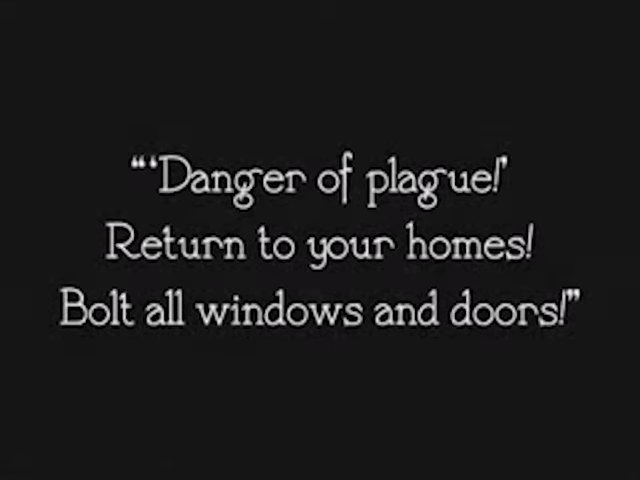 “‘Danger of plague!’
Return to your homes!
Bolt all windows and doors!”